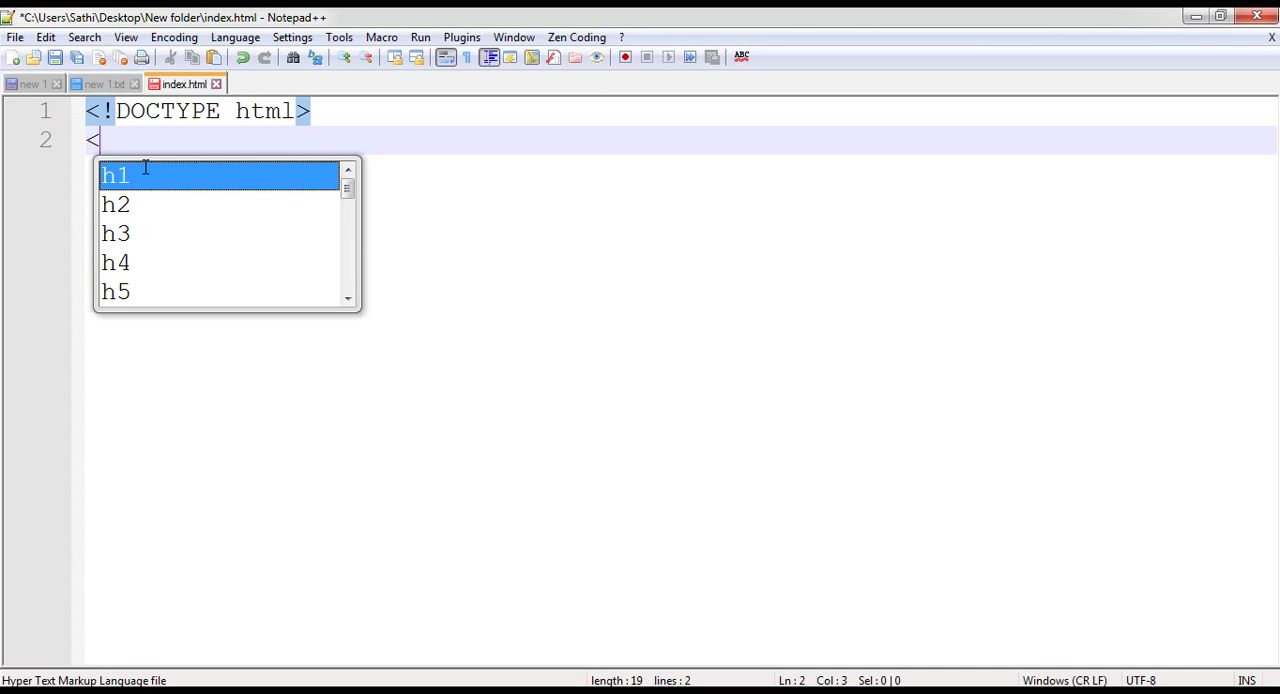 *C:\Users\Sathi\Desktop\New folder\index.html - Notepad++
File Edit Search View Encoding Language Settings Tools Macro Run Plugins Window Zen Coding ? X
new 1 new 1.txt index.html
ABC
1 <!DOCTYPE html>
2 <
h1
h2
h3
h4
h5
Hyper Text Markup Language file length : 19 lines : 2 Ln : 2 Col : 3 Sel : 0 | 0 Windows (CR LF) UTF-8 INS